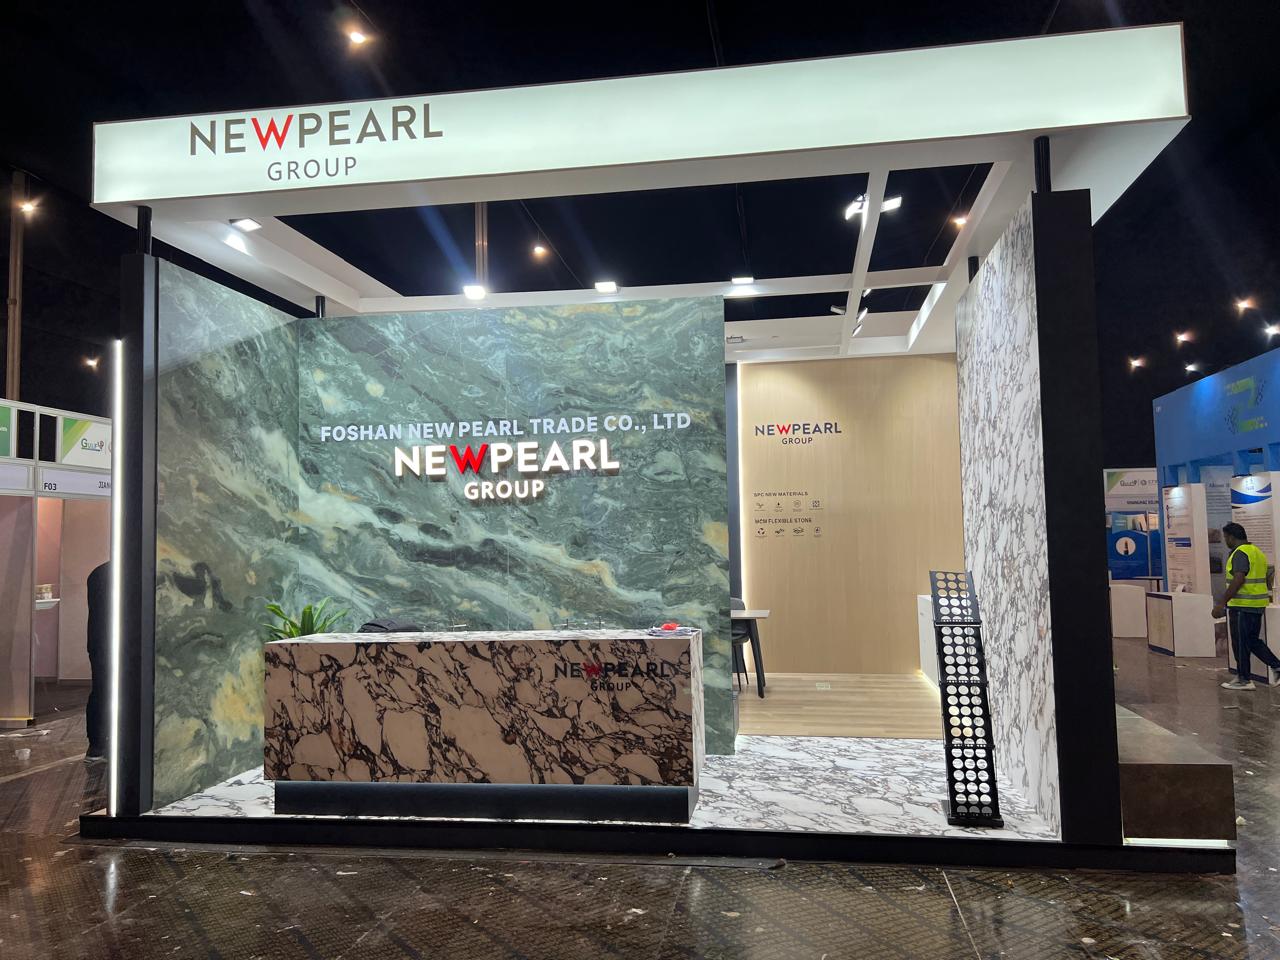 NEWPEARL
GROUP
FOSHAN NEW PEARL TRADE CO., LTD
NEWPEARL
GROUP
NEWPEARL
GROUP
SPC NEW MATERIALS
MCM FLEXIBLE STONE
NEWPEARL
GROUP
F03